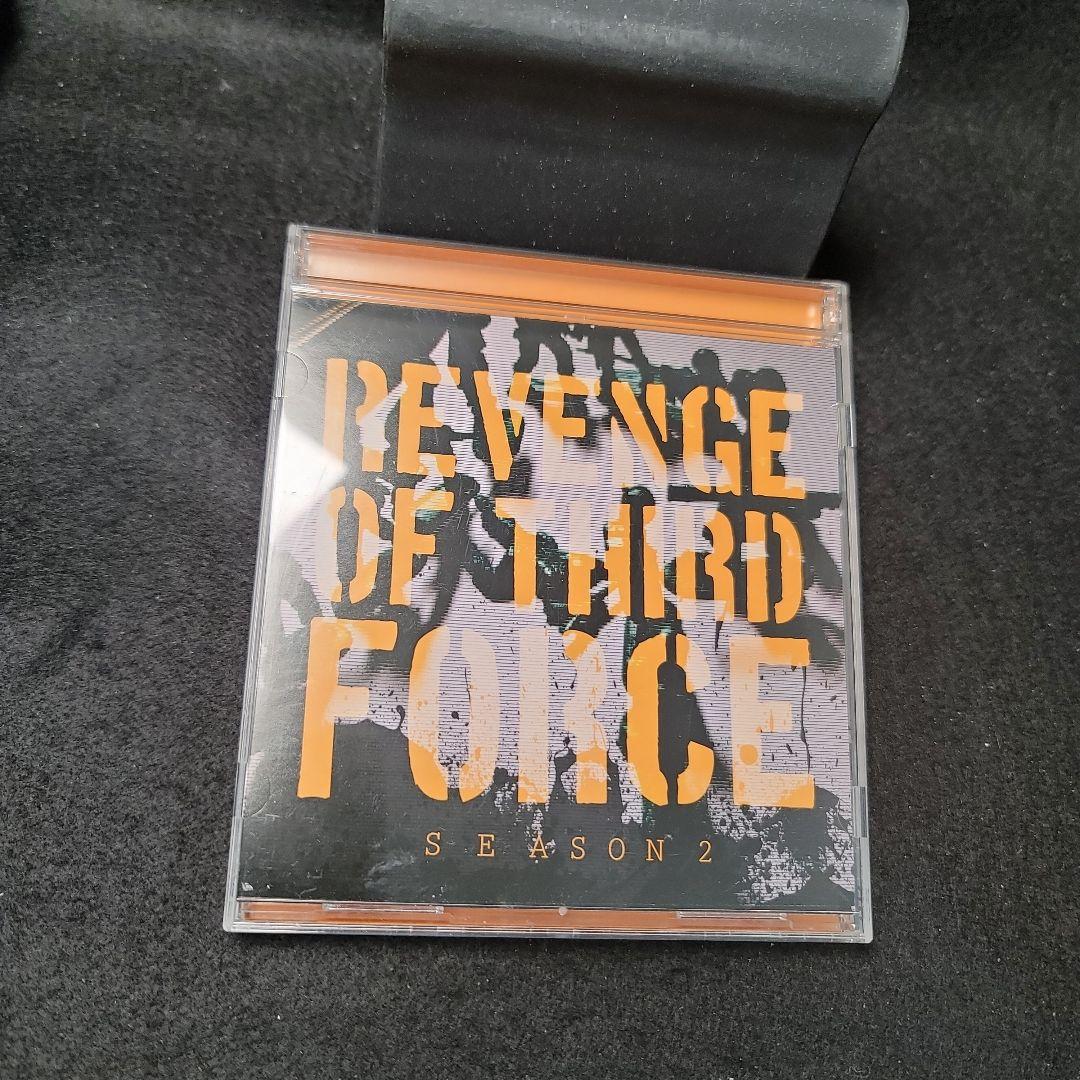 REVENGE
OF THIRD
FORCE
SEASON 2